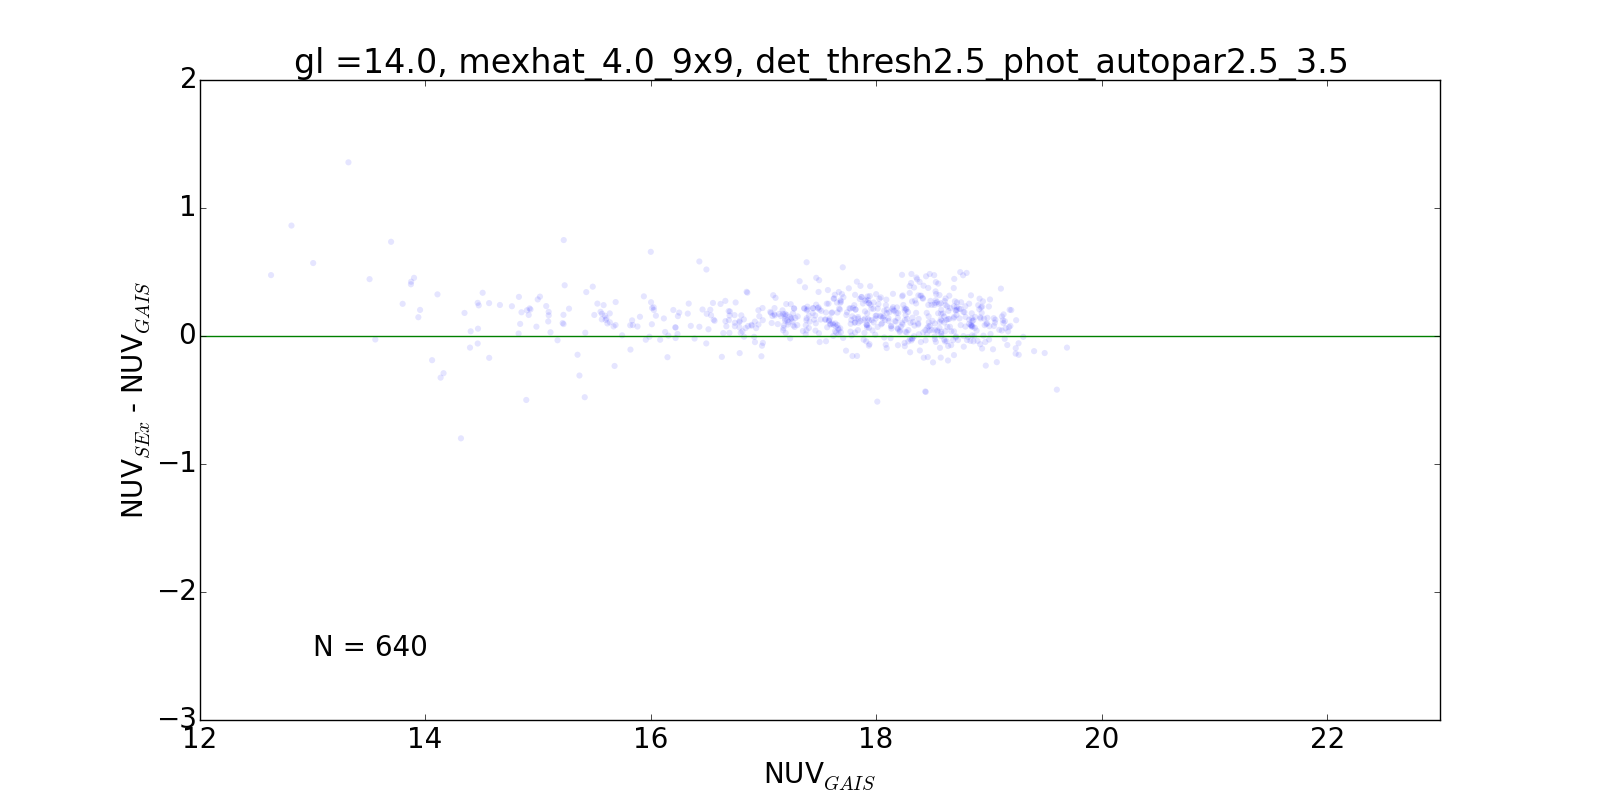 gl =14.0, mexhat_4.0_9x9, det_thresh2.5_phot_autopar2.5_3.5
2
1
0
−1
−2
−3
NUV_SEx - NUV_GAIS
N = 640
12 14 16 18 20 22
NUV_GAIS